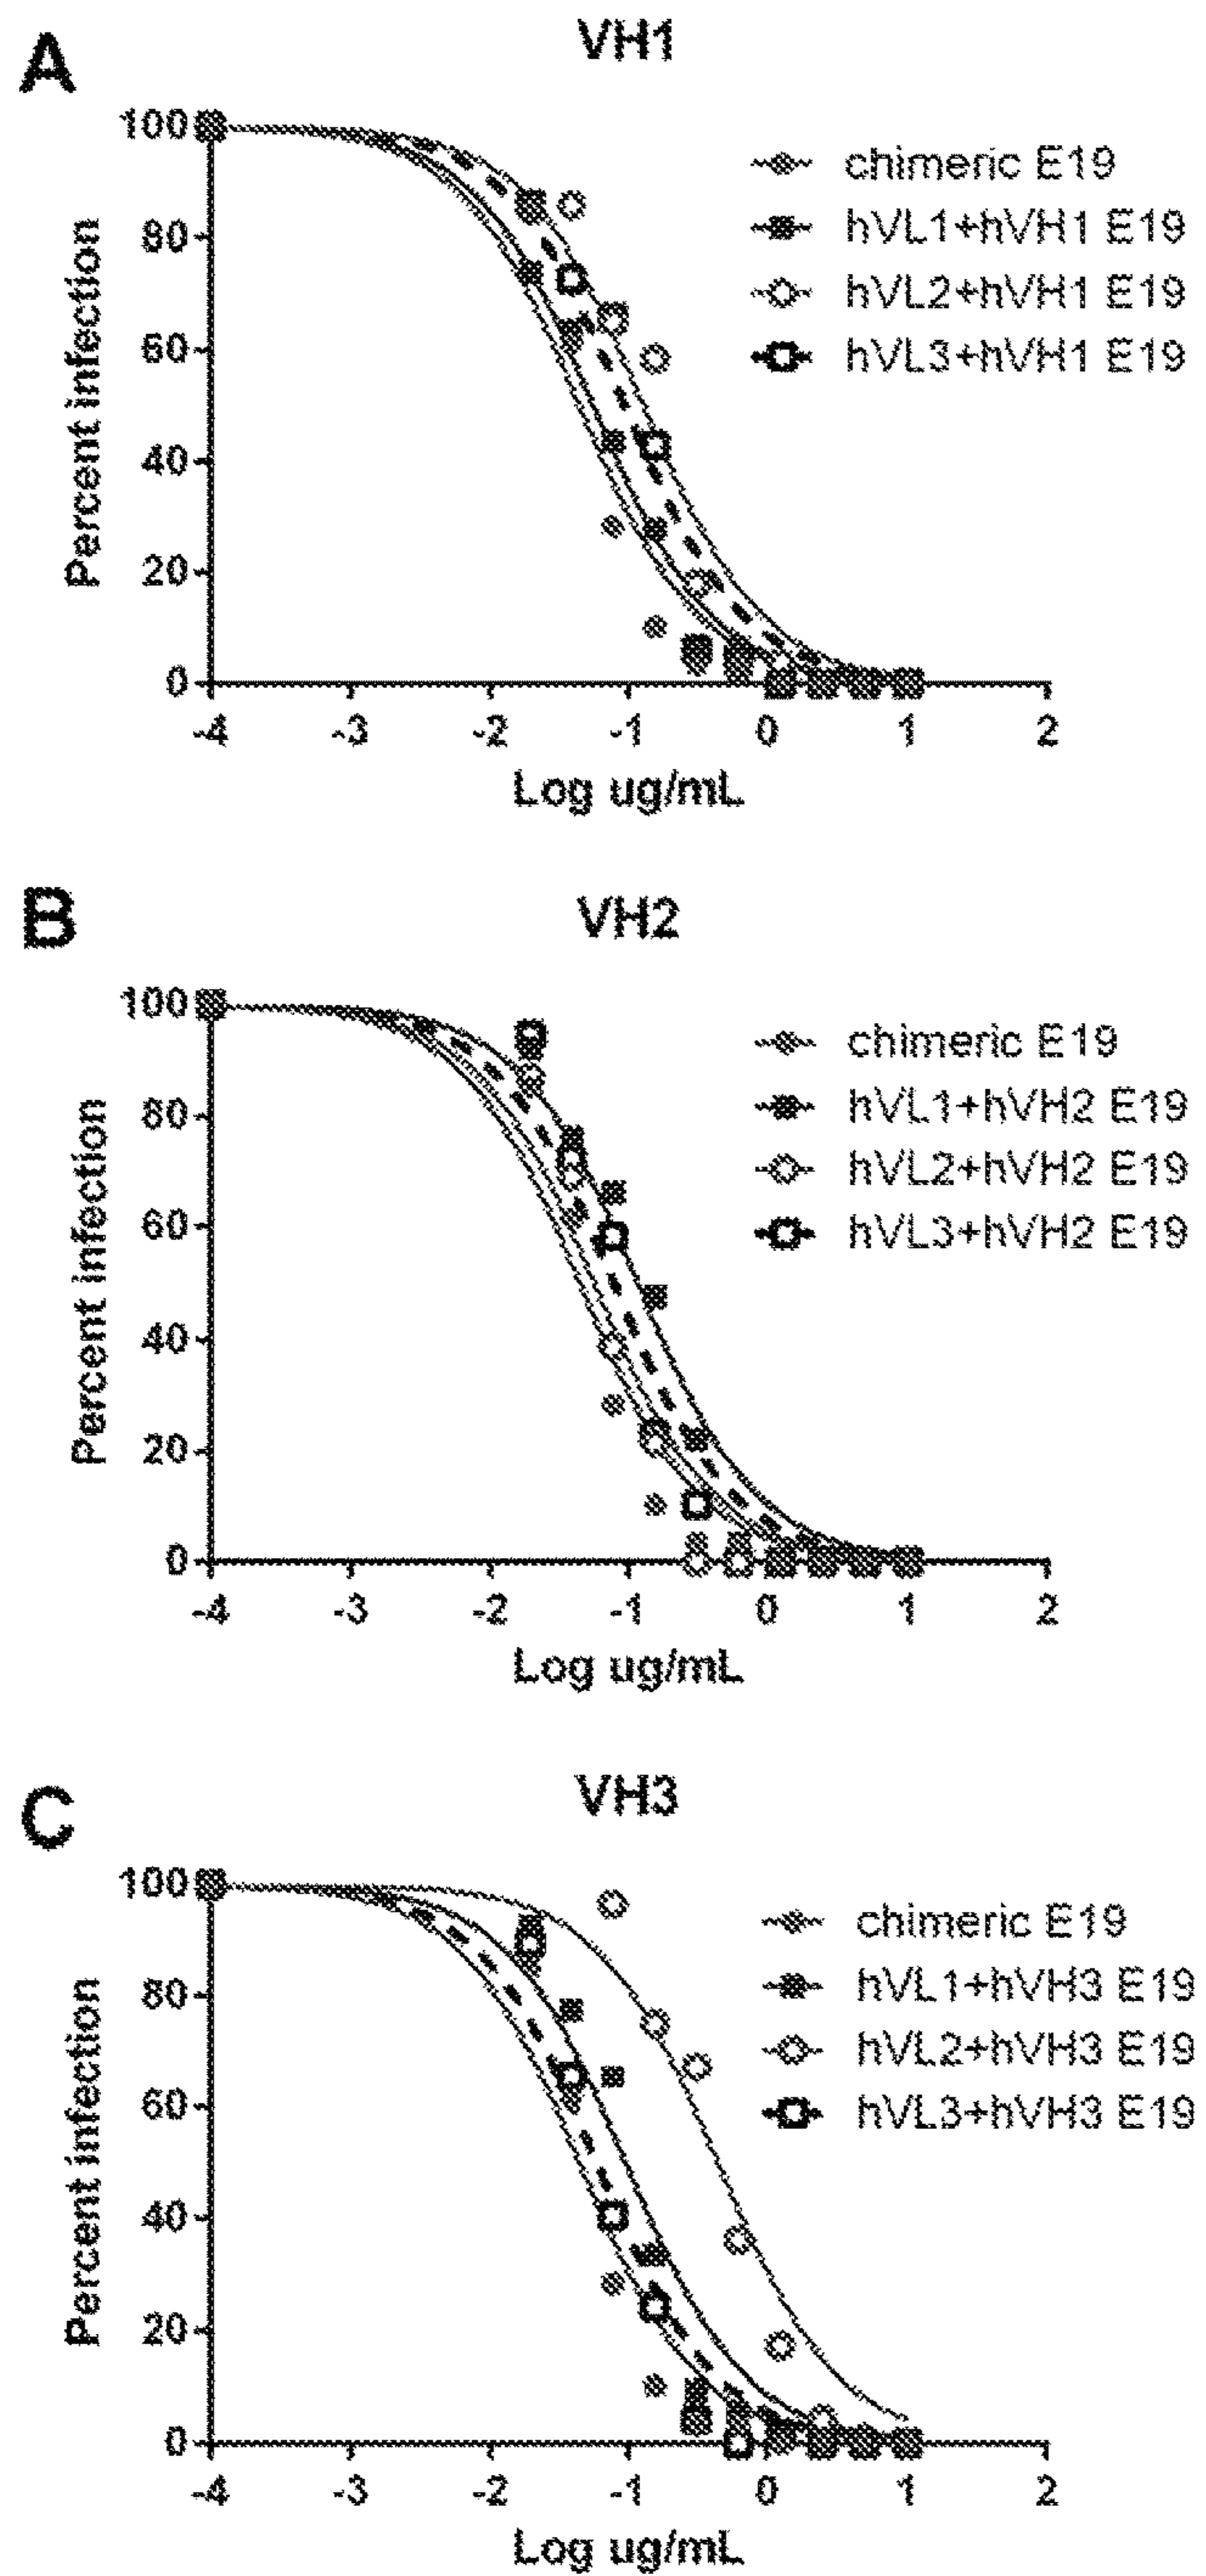 A
VH1
100
80
60
40
20
0
Percent infection
chimeric E19
hVL1+hVH1 E19
hVL2+hVH1 E19
hVL3+hVH1 E19
-4 -3 -2 -1 0 1 2
Log ug/mL
B
VH2
100
80
60
40
20
0
Percent infection
chimeric E19
hVL1+hVH2 E19
hVL2+hVH2 E19
hVL3+hVH2 E19
-4 -3 -2 -1 0 1 2
Log ug/mL
C
VH3
100
80
60
40
20
0
Percent infection
chimeric E19
hVL1+hVH3 E19
hVL2+hVH3 E19
hVL3+hVH3 E19
-4 -3 -2 -1 0 1 2
Log ug/mL